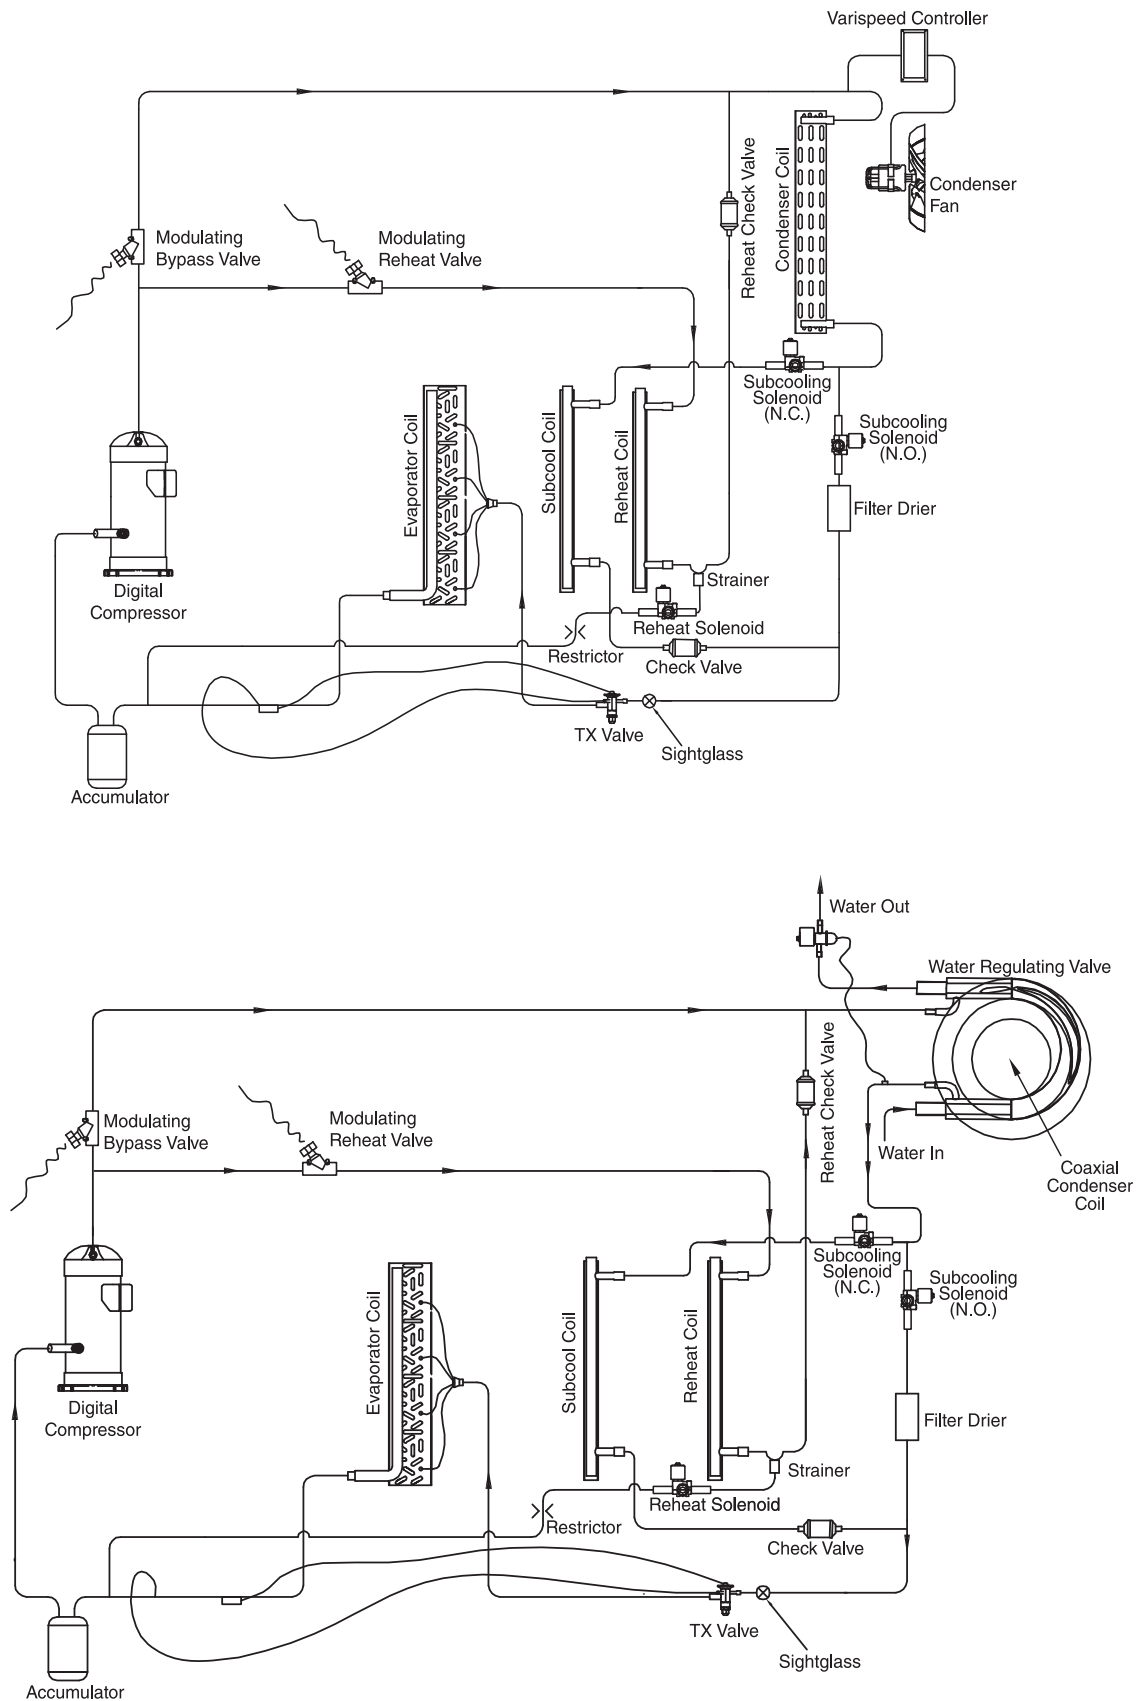 Varispeed Controller
Reheat Check Valve
Condenser Coil
Condenser
Fan
Modulating
Bypass Valve
Modulating
Reheat Valve
Subcooling
Solenoid
(N.C.)
Subcooling
Solenoid
(N.O.)
Evaporator Coil
Subcool Coil
Reheat Coil
Filter Drier
Strainer
Digital
Compressor
Reheat Solenoid
Restrictor
Check Valve
TX Valve
Sightglass
Accumulator
Water Out
Water Regulating Valve
Reheat Check Valve
Modulating
Bypass Valve
Modulating
Reheat Valve
Water In
Coaxial
Condenser
Coil
Subcooling
Solenoid
(N.C.)
Subcooling
Solenoid
(N.O.)
Evaporator Coil
Subcool Coil
Reheat Coil
Digital
Compressor
Filter Drier
Strainer
Reheat Solenoid
Restrictor
Check Valve
TX Valve
Sightglass
Accumulator